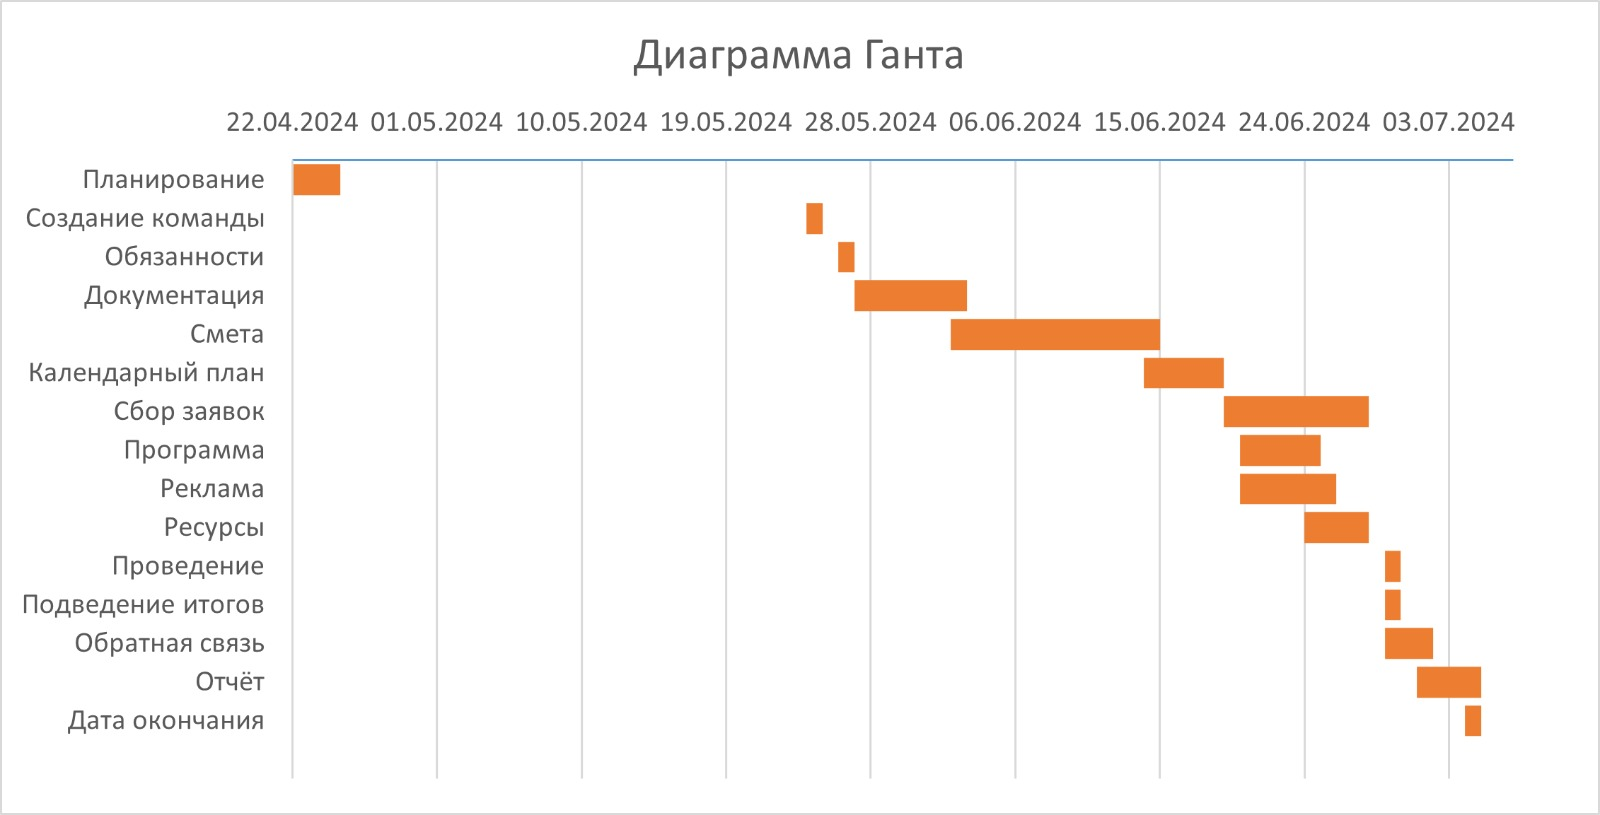 Диаграмма Ганта
22.04.2024 01.05.2024 10.05.2024 19.05.2024 28.05.2024 06.06.2024 15.06.2024 24.06.2024 03.07.2024
Планирование
Создание команды
Обязанности
Документация
Смета
Календарный план
Сбор заявок
Программа
Реклама
Ресурсы
Проведение
Подведение итогов
Обратная связь
Отчёт
Дата окончания